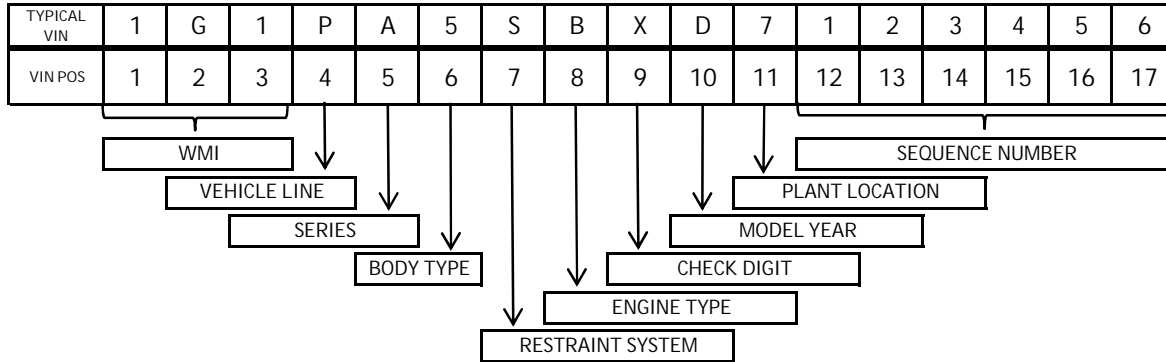 TYPICAL VIN 1 G 1 P A 5 S B X D 7 1 2 3 4 5 6
VIN POS 1 2 3 4 5 6 7 8 9 10 11 12 13 14 15 16 17
WMI SEQUENCE NUMBER
VEHICLE LINE PLANT LOCATION
SERIES MODEL YEAR
BODY TYPE CHECK DIGIT
ENGINE TYPE
RESTRAINT SYSTEM